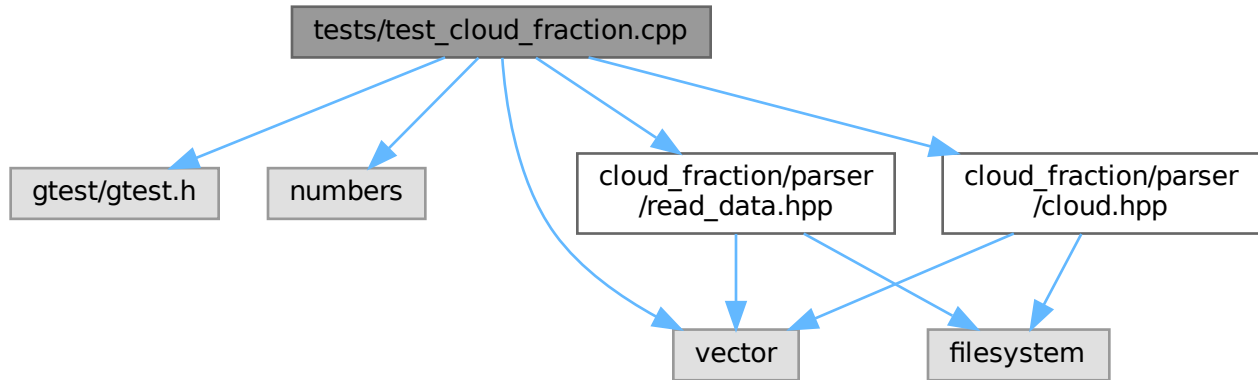 tests/test_cloud_fraction.cpp
gtest/gtest.h
numbers
cloud_fraction/parser
/read_data.hpp
cloud_fraction/parser
/cloud.hpp
vector
filesystem